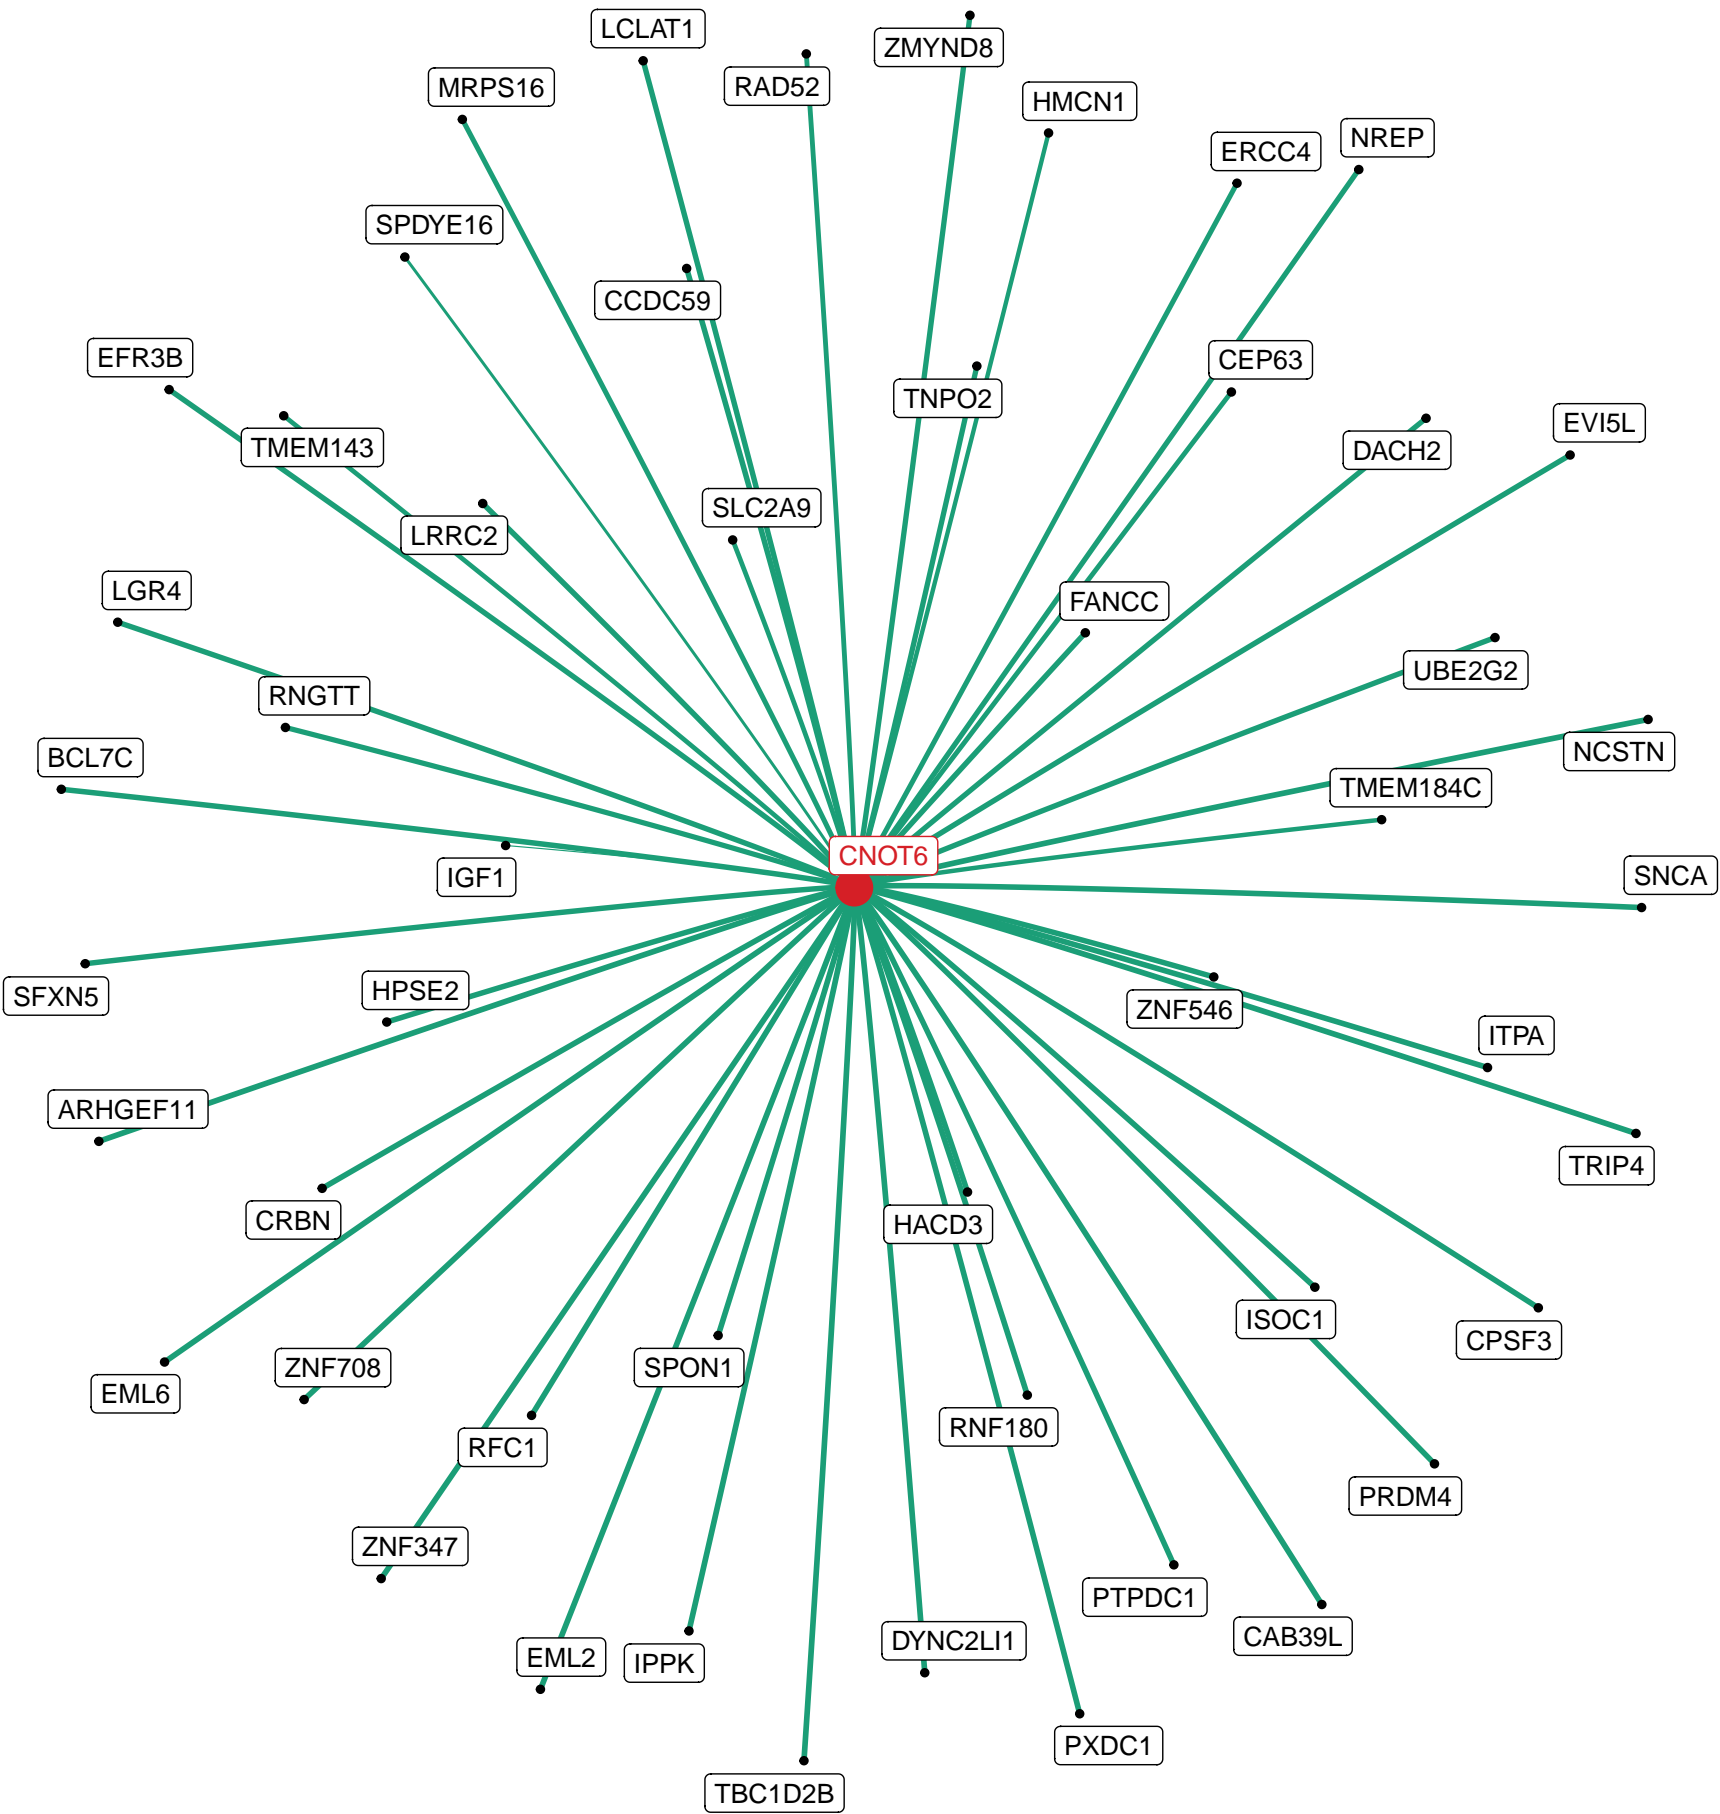 LCLAT1
ZMYND8
MRPS16
RAD52
HMCN1
NREP
ERCC4
SPDYE16
CCDC59
EFR3B
CEP63
TNPO2
EVI5L
TMEM143
DACH2
SLC2A9
LRRC2
LGR4
FANCC
UBE2G2
RNGTT
NCSTN
BCL7C
TMEM184C
CNOT6
IGF1
SNCA
HPSE2
SFXN5
ZNF546
ITPA
ARHGEF11
TRIP4
CRBN
HACD3
ISOC1
CPSF3
ZNF708
SPON1
EML6
RNF180
RFC1
PRDM4
ZNF347
PTPDC1
CAB39L
DYNC2LI1
EML2
IPPK
PXDC1
TBC1D2B